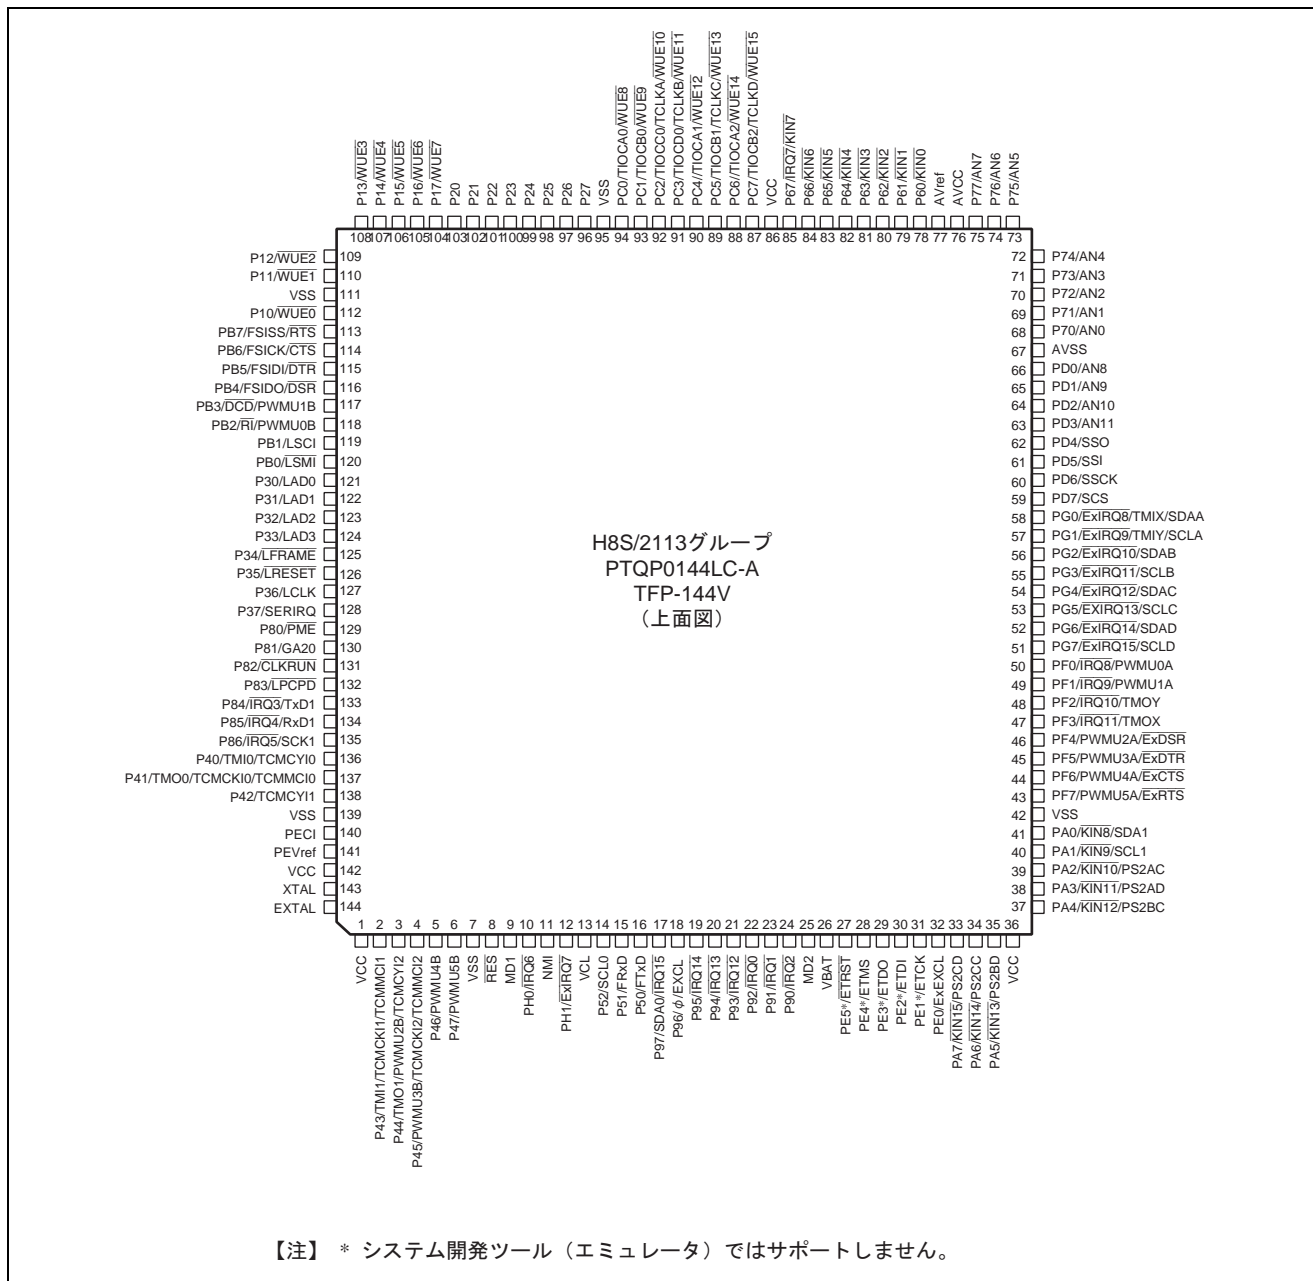 P13/WUE3
P14/WUE4
P15/WUE5
P16/WUE6
P17/WUE7
P20
P21
P22
P23
P24
P25
P26
P27
VSS
PC0/TIOCA0/WUE8
PC1/TIOCB0/WUE9
PC2/TIOCC0/TCLKA/WUE10
PC3/TIOCD0/TCLKB/WUE11
PC4//TIOCA1/WUE12
PC5/TIOCB1/TCLKC/WUE13
PC6//TIOCA2/WUE14
PC7/TIOCB2/TCLKD/WUE15
VCC
P67/IRQ7/KIN7
P66/KIN6
P65/KIN5
P64/KIN4
P63/KIN3
P62/KIN2
P61/KIN1
P60/KIN0
AVref
AVCC
P77/AN7
P76/AN6
P75/AN5
108 107 106 105 104 103 102 101 100 99 98 97 96 95 94 93 92 91 90 89 88 87 86 85 84 83 82 81 80 79 78 77 76 75 74 73
P12/WUE2 109
P11/WUE1 110
VSS 111
P10/WUE0 112
PB7/FSISS/RTS 113
PB6/FSICK/CTS 114
PB5/FSIDI/DTR 115
PB4/FSIDO/DSR 116
PB3/DCD/PWMU1B 117
PB2/RI/PWMU0B 118
PB1/LSCI 119
PB0/LSMI 120
P30/LAD0 121
P31/LAD1 122
P32/LAD2 123
P33/LAD3 124
P34/LFRAME 125
P35/LRESET 126
P36/LCLK 127
P37/SERIRQ 128
P80/PME 129
P81/GA20 130
P82/CLKRUN 131
P83/LPCPD 132
P84/IRQ3/TxD1 133
P85/IRQ4/RxD1 134
P86/IRQ5/SCK1 135
P40/TMI0/TCMCYI0 136
P41/TMO0/TCMCKI0/TCMMCI0 137
P42/TCMCYI1 138
VSS 139
PECI 140
PEVref 141
VCC 142
XTAL 143
EXTAL 144
H8S/2113グループ
PTQP0144LC-A
TFP-144V
（上面図）
72 P74/AN4
71 P73/AN3
70 P72/AN2
69 P71/AN1
68 P70/AN0
67 AVSS
66 PD0/AN8
65 PD1/AN9
64 PD2/AN10
63 PD3/AN11
62 PD4/SSO
61 PD5/SSI
60 PD6/SSCK
59 PD7/SCS
58 PG0/ExIRQ8/TMIX/SDAA
57 PG1/ExIRQ9/TMIY/SCLA
56 PG2/ExIRQ10/SDAB
55 PG3/ExIRQ11/SCLB
54 PG4/ExIRQ12/SDAC
53 PG5/EXIRQ13/SCLC
52 PG6/ExIRQ14/SDAD
51 PG7/ExIRQ15/SCLD
50 PF0/IRQ8/PWMU0A
49 PF1/IRQ9/PWMU1A
48 PF2/IRQ10/TMOY
47 PF3/IRQ11/TMOX
46 PF4/PWMU2A/ExDSR
45 PF5/PWMU3A/ExDTR
44 PF6/PWMU4A/ExCTS
43 PF7/PWMU5A/ExRTS
42 VSS
41 PA0/KIN8/SDA1
40 PA1/KIN9/SCL1
39 PA2/KIN10/PS2AC
38 PA3/KIN11/PS2AD
37 PA4/KIN12/PS2BC
1 2 3 4 5 6 7 8 9 10 11 12 13 14 15 16 17 18 19 20 21 22 23 24 25 26 27 28 29 30 31 32 33 34 35 36
VCC
P43/TMI1/TCMCKI1/TCMMCI1
P44/TMO1/PWMU2B/TCMCYI2
P45/PWMU3B/TCMCKI2/TCMMCI2
P46/PWMU4B
P47/PWMU5B
VSS
RES
MD1
PH0/IRQ6
NMI
PH1/ExIRQ7
VCL
P52/SCL0
P51/FRxD
P50/FTxD
P97/SDA0/IRQ15
P96/φ/EXCL
P95/IRQ14
P94/IRQ13
P93/IRQ12
P92/IRQ0
P91/IRQ1
P90/IRQ2
MD2
VBAT
PE5*/ETRST
PE4*/ETMS
PE3*/ETDO
PE2*/ETDI
PE1*/ETCK
PE0/ExEXCL
PA7/KIN15/PS2CD
PA6/KIN14/PS2CC
PA5/KIN13/PS2BD
VCC
【注】 * システム開発ツール（エミュレータ）ではサポートしません。